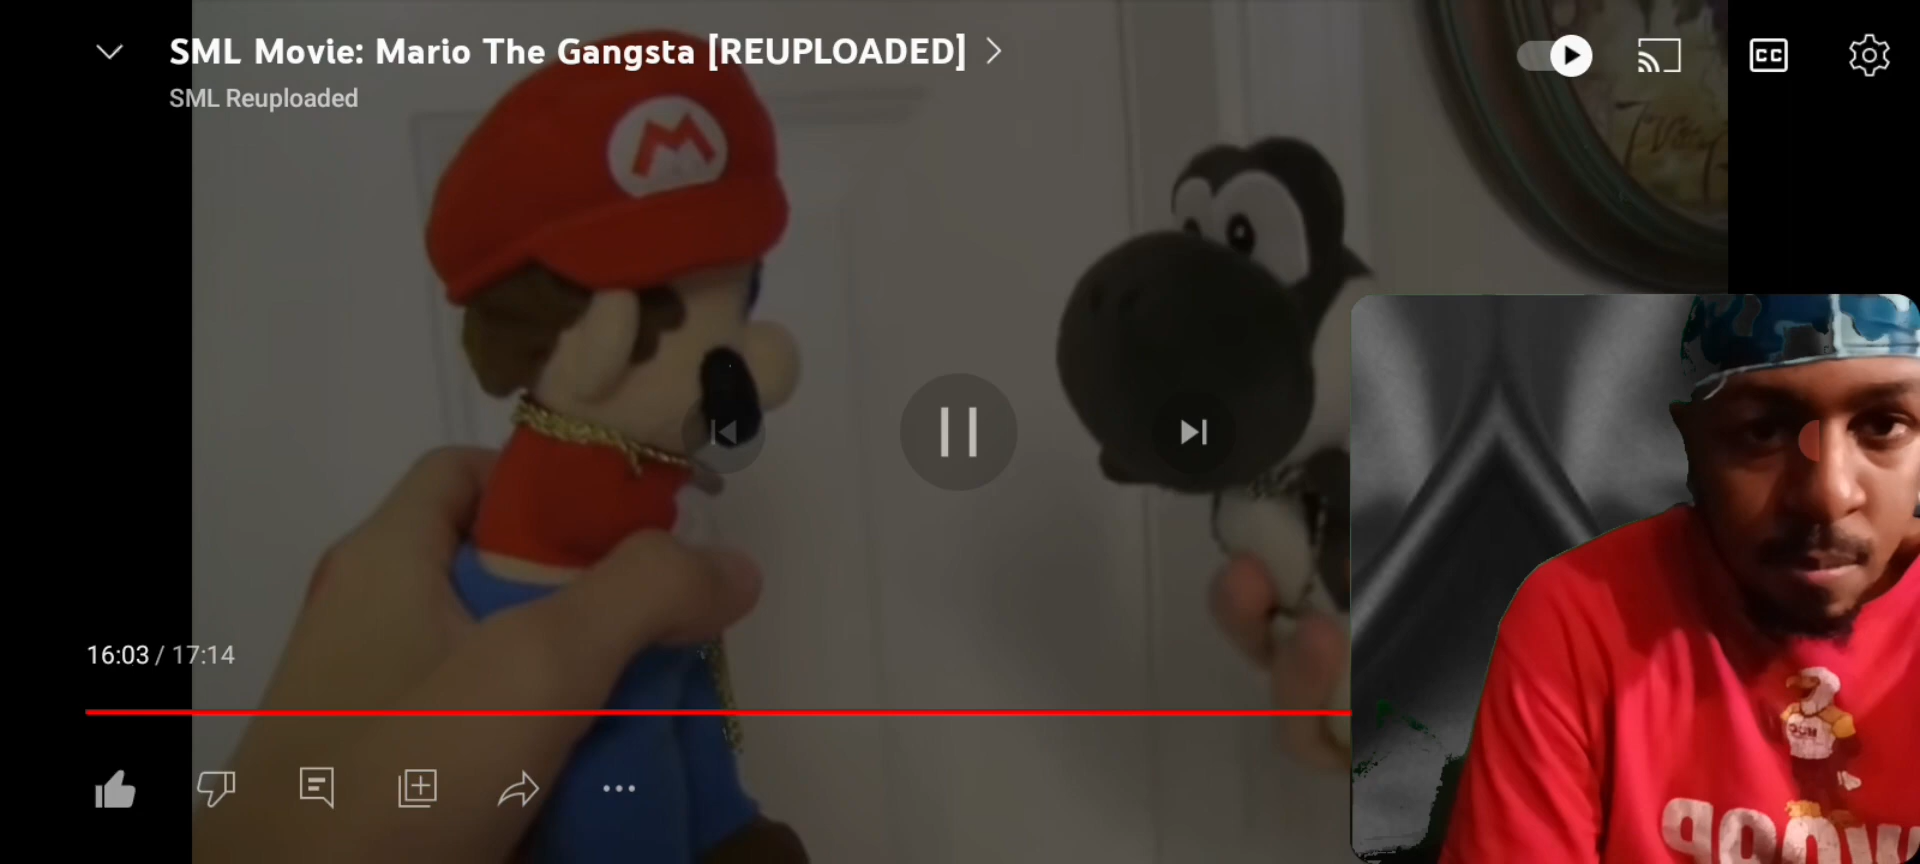 SML Movie: Mario The Gangsta [REUPLOADED]
SML Reuploaded
CC
M
16:03 / 17:14